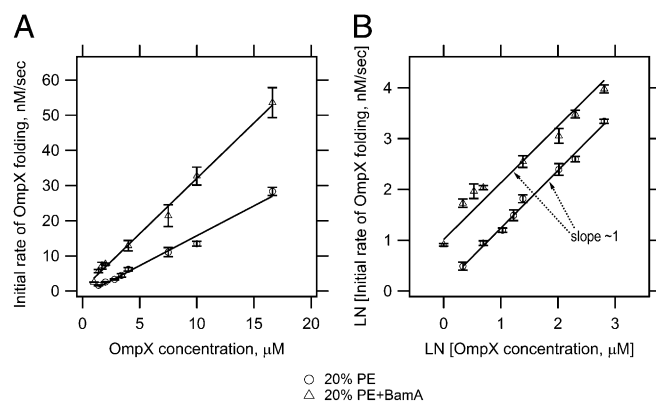 A
B
Initial rate of OmpX folding, nM/sec
60
50
40
30
20
10
0
0
5
10
15
20
OmpX concentration, μM
LN [Initial rate of OmpX folding, nM/sec]
4
3
2
1
0
slope ~1
0
1
2
3
LN [OmpX concentration, μM]
20% PE
20% PE+BamA